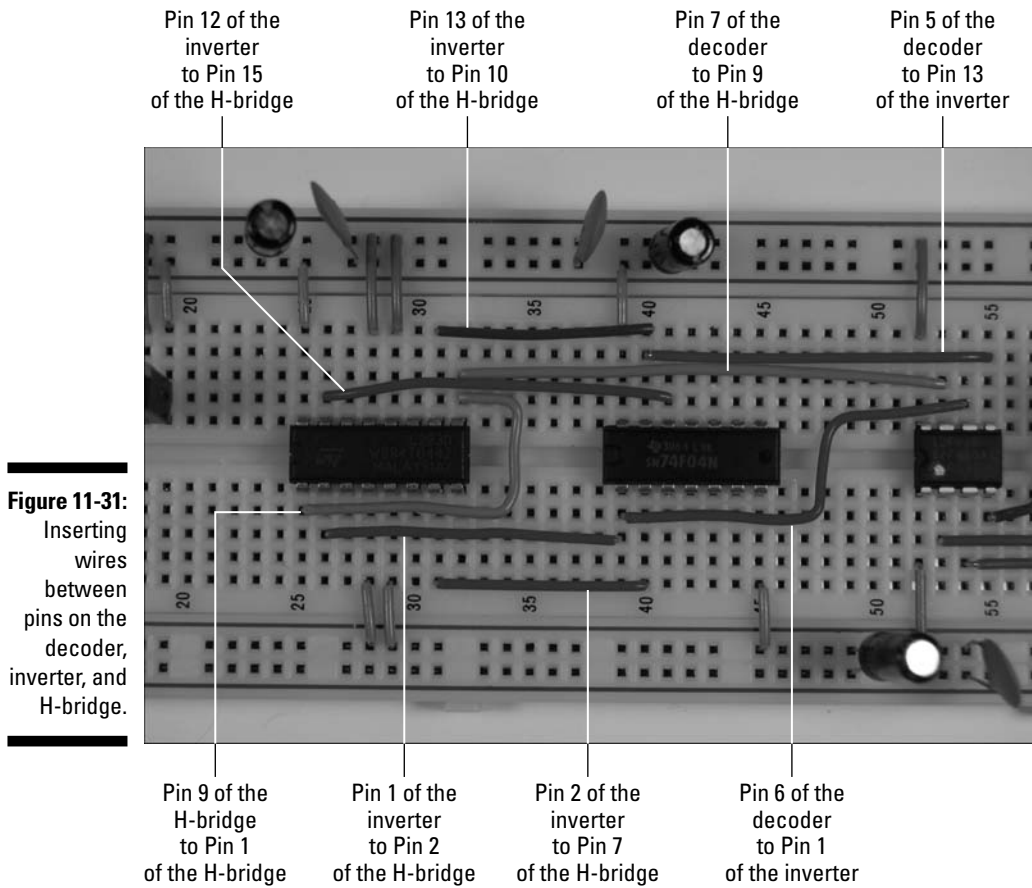 Pin 12 of the
inverter
to Pin 15
of the H-bridge
Pin 13 of the
inverter
to Pin 10
of the H-bridge
Pin 7 of the
decoder
to Pin 9
of the H-bridge
Pin 5 of the
decoder
to Pin 13
of the inverter
20
30
35
40
45
50
55
SN74F04N
20
25
30
35
40
50
55
Figure 11-31:
Inserting
wires
between
pins on the
decoder,
inverter, and
H-bridge.
Pin 9 of the
H-bridge
to Pin 1
of the H-bridge
Pin 1 of the
inverter
to Pin 2
of the H-bridge
Pin 2 of the
inverter
to Pin 7
of the H-bridge
Pin 6 of the
decoder
to Pin 1
of the inverter